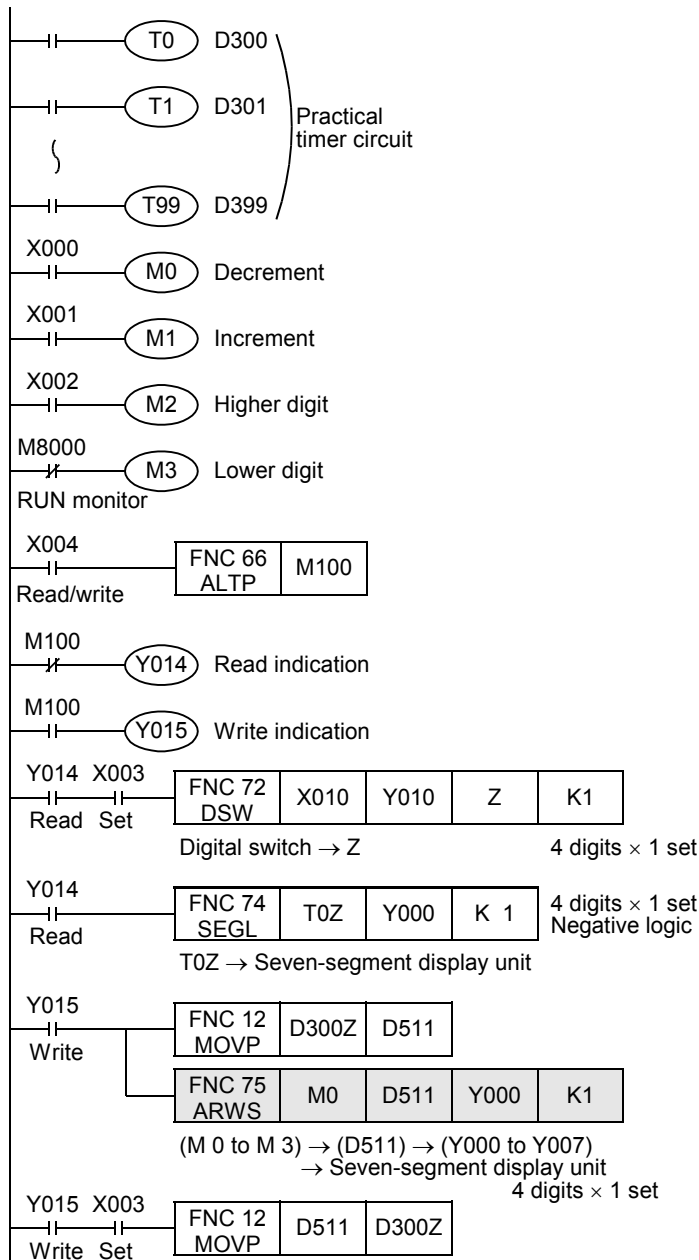 T0 D300
T1 D301
Practical
timer circuit
T99 D399
X000
M0 Decrement
X001
M1 Increment
X002
M2 Higher digit
M8000
M3 Lower digit
RUN monitor
X004
FNC 66
ALTP
M100
Read/write
M100
Y014 Read indication
M100
Y015 Write indication
Y014 X003
FNC 72
DSW
X010 Y010 Z K1
Read Set
Digital switch → Z 4 digits × 1 set
Y014
FNC 74
SEGL
T0Z Y000 K 1
4 digits × 1 set
Negative logic
Read
T0Z → Seven-segment display unit
Y015
FNC 12
MOVP
D300Z D511
Write
FNC 75
ARWS
M0 D511 Y000 K1
(M 0 to M 3) → (D511) → (Y000 to Y007)
→ Seven-segment display unit
4 digits × 1 set
Y015 X003
FNC 12
MOVP
D511 D300Z
Write Set